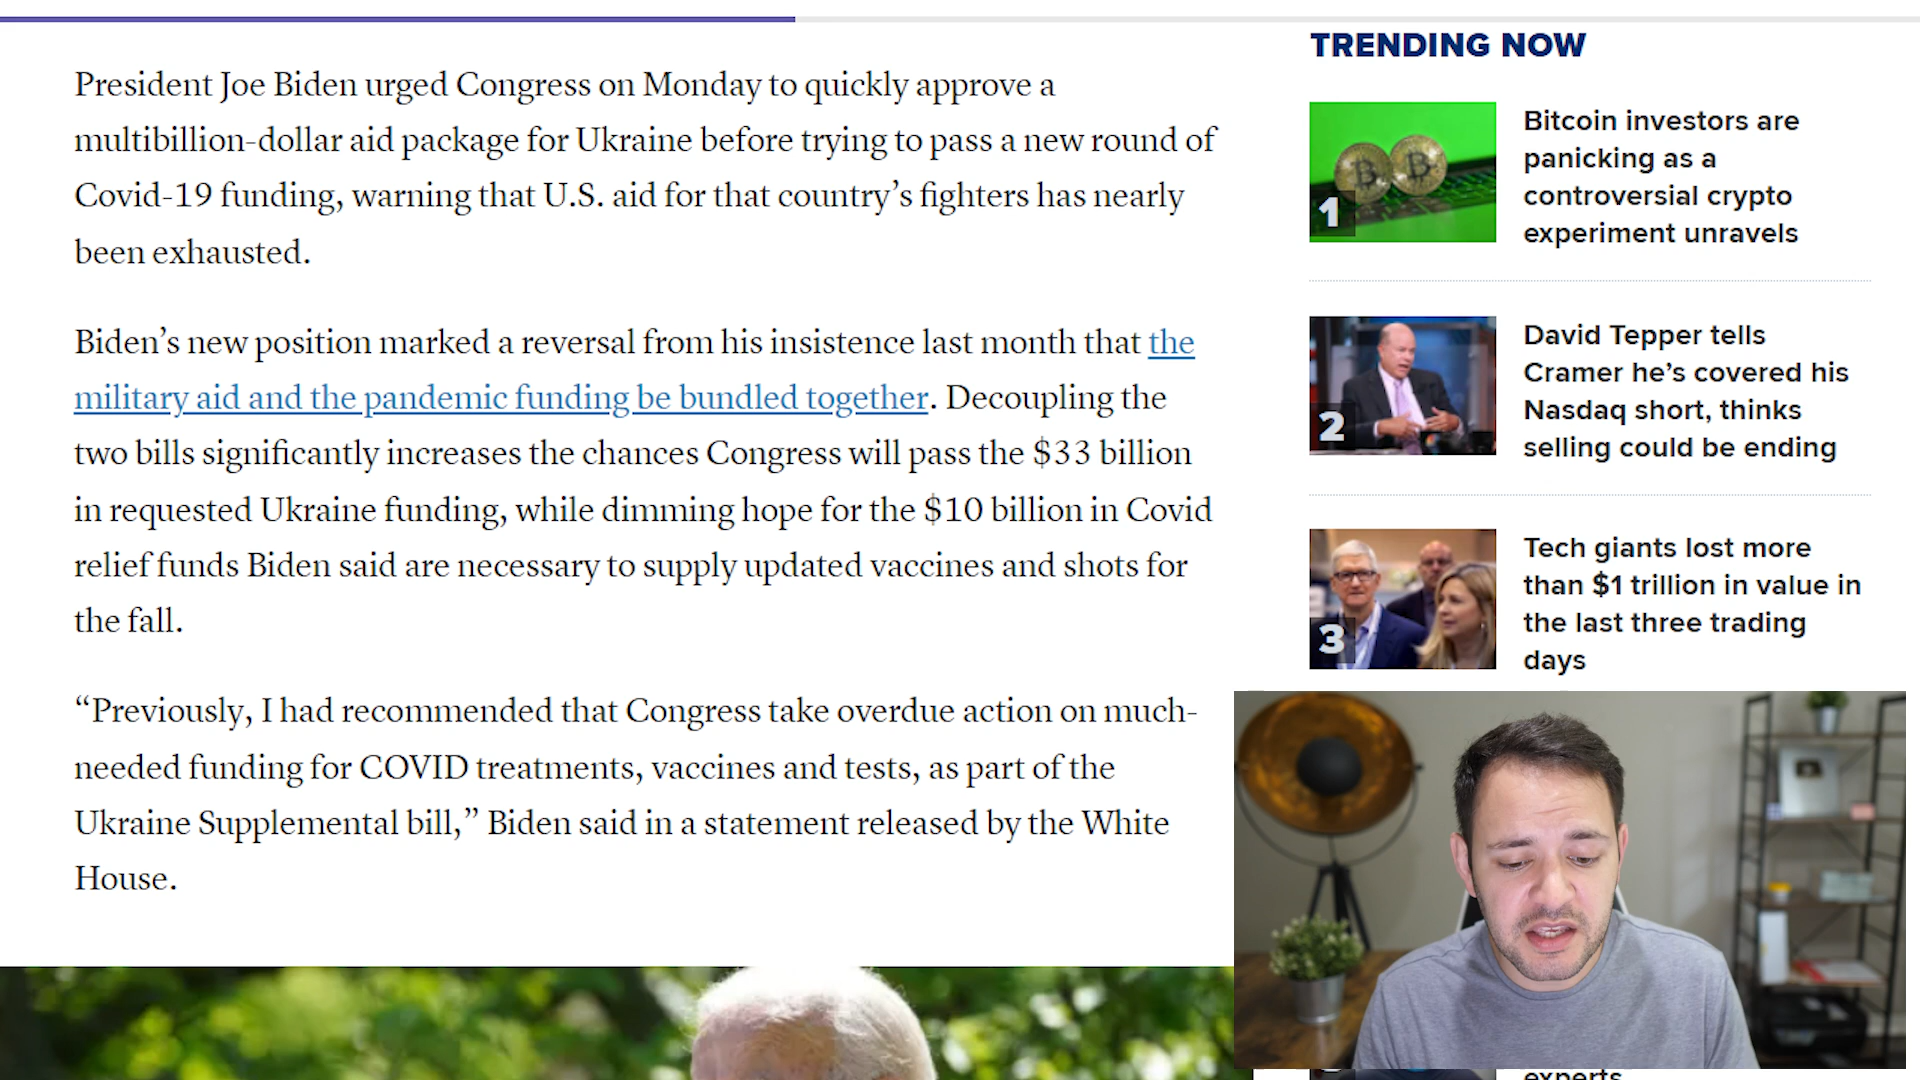 President Joe Biden urged Congress on Monday to quickly approve a
multibillion-dollar aid package for Ukraine before trying to pass a new round of
Covid-19 funding, warning that U.S. aid for that country’s fighters has nearly
been exhausted.
Biden’s new position marked a reversal from his insistence last month that the
military aid and the pandemic funding be bundled together. Decoupling the
two bills significantly increases the chances Congress will pass the $33 billion
in requested Ukraine funding, while dimming hope for the $10 billion in Covid
relief funds Biden said are necessary to supply updated vaccines and shots for
the fall.
“Previously, I had recommended that Congress take overdue action on much-
needed funding for COVID treatments, vaccines and tests, as part of the
Ukraine Supplemental bill,” Biden said in a statement released by the White
House.
TRENDING NOW
1
Bitcoin investors are
panicking as a
controversial crypto
experiment unravels
2
David Tepper tells
Cramer he’s covered his
Nasdaq short, thinks
selling could be ending
3
Tech giants lost more
than $1 trillion in value in
the last three trading
days
experts